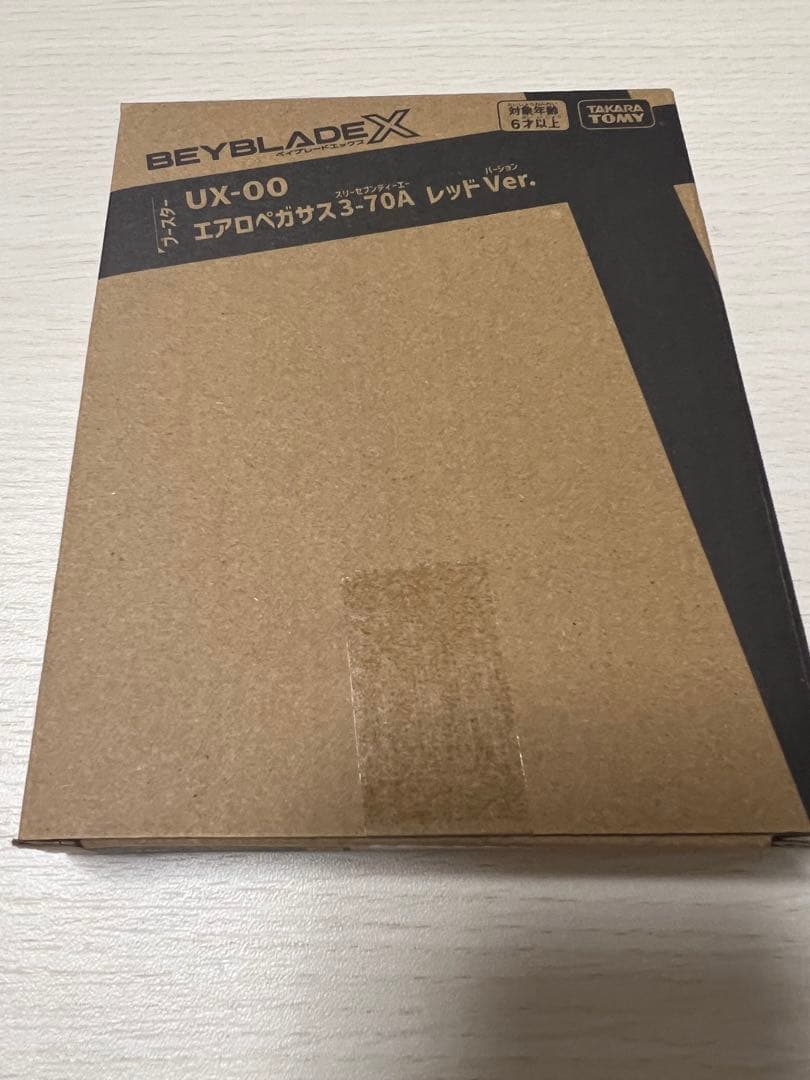 BEYBLADE X
ベイブレードエックス
対象年齢
6才以上
TAKARA
TOMY
ブースター
UX-00
スリーセブンティーエー
バージョン
エアロペガサス3-70A レッドVer.